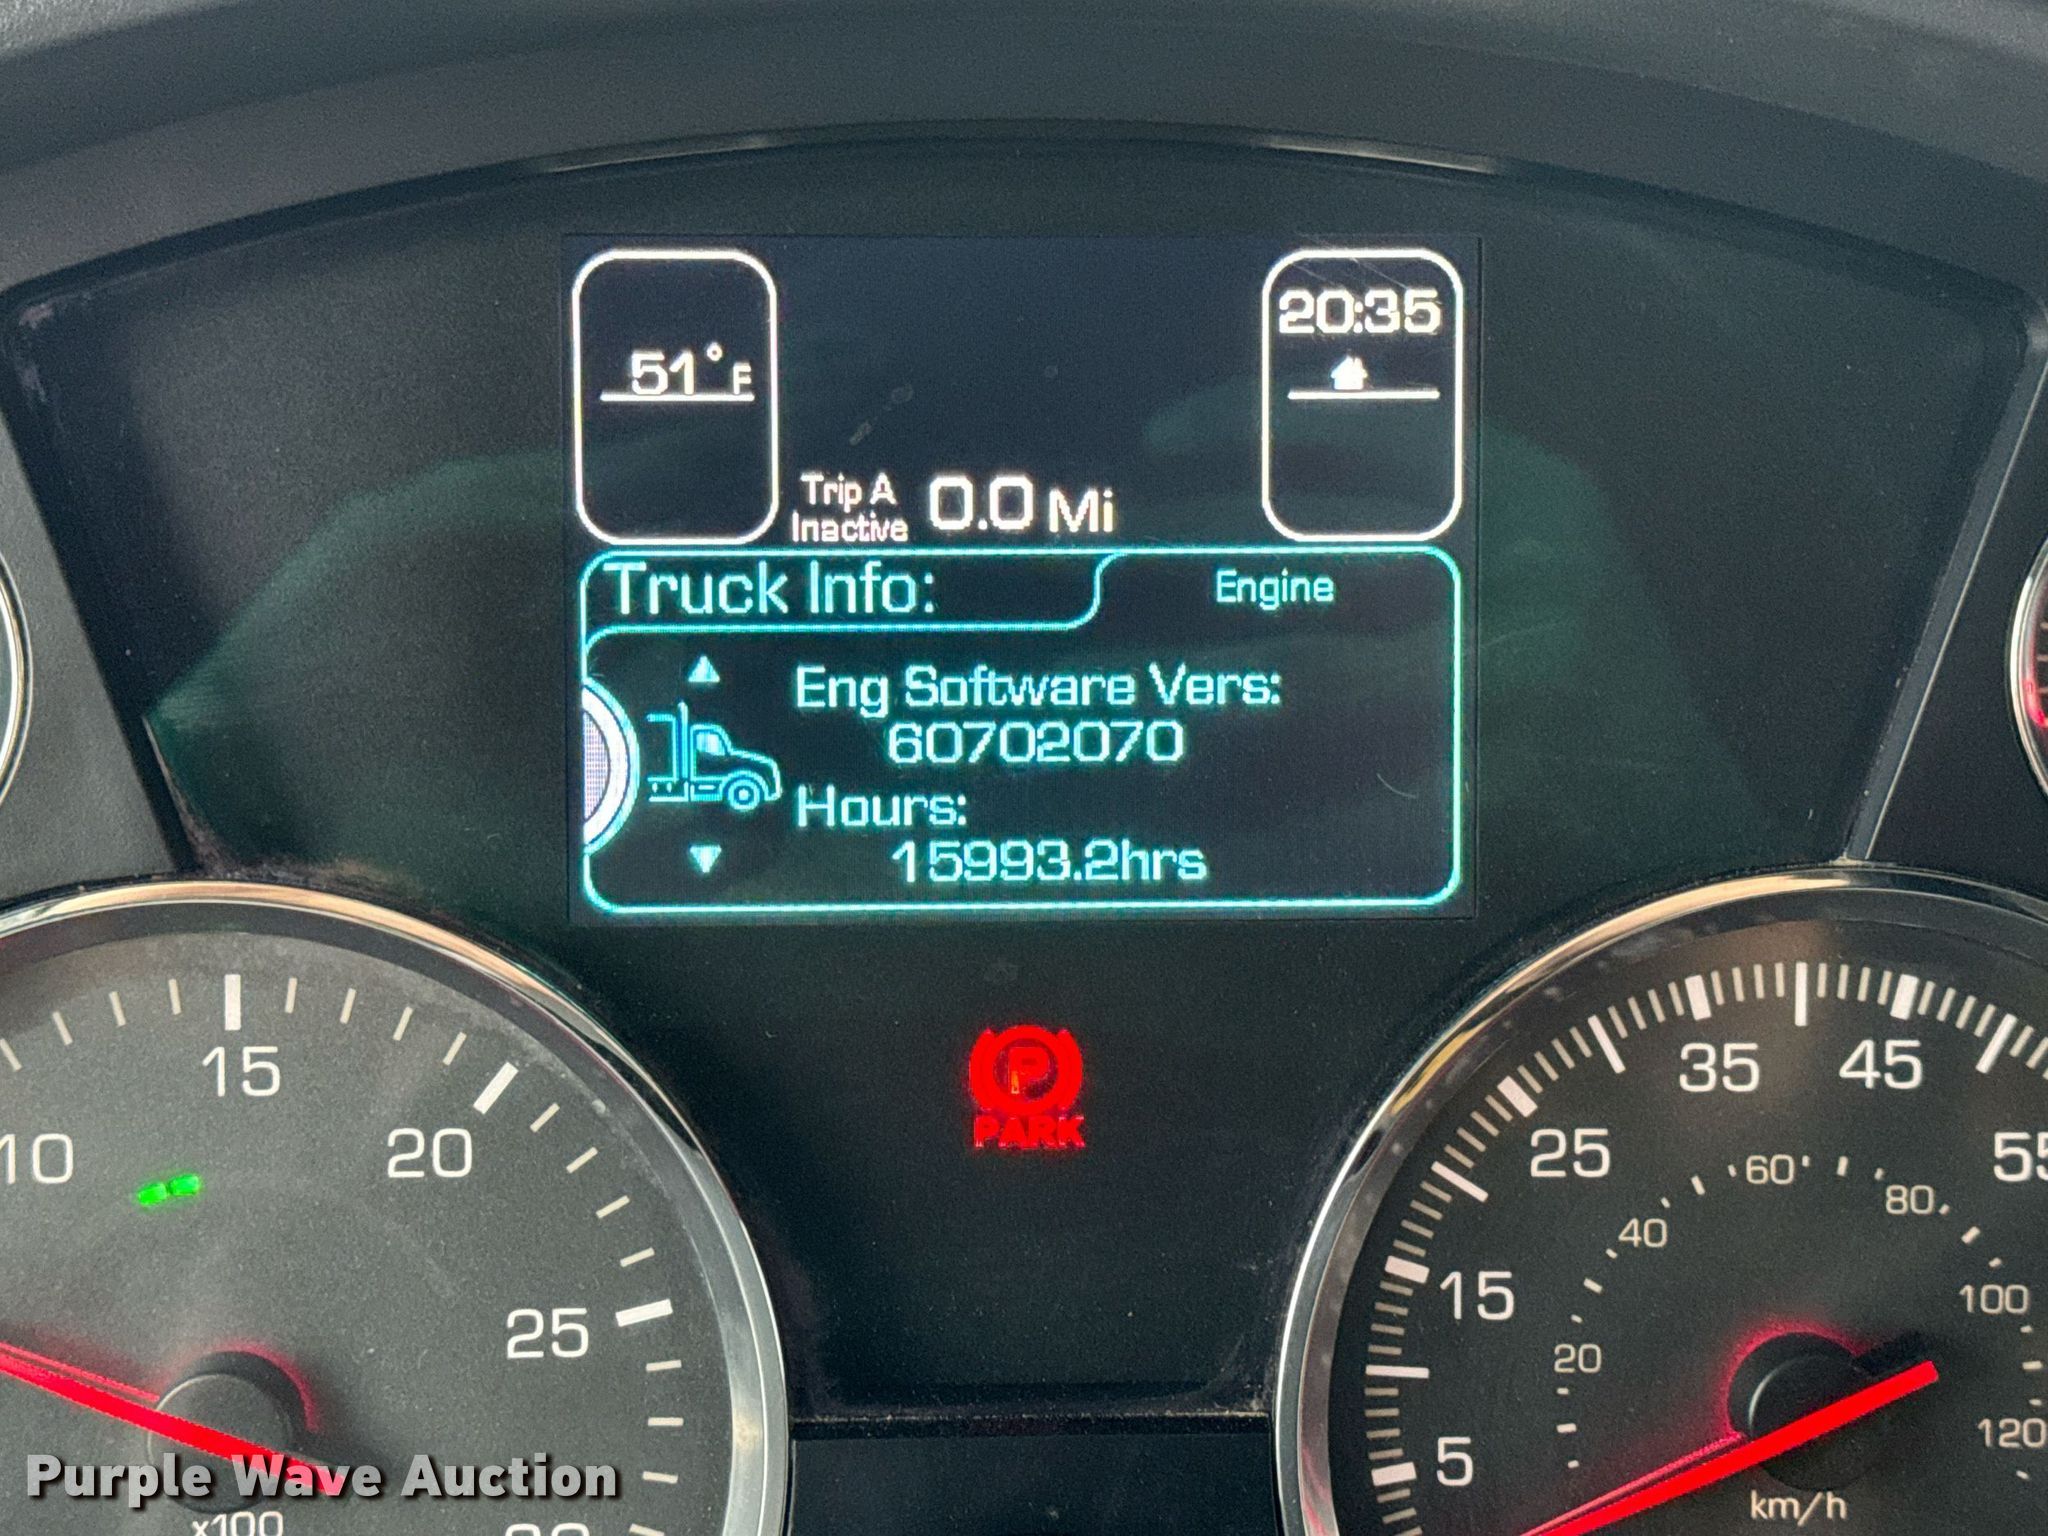 20:35
51°F
Trip A
Inactive 0.0 Mi
Truck Info: Engine
Eng Software Vers:
60702070
Hours:
15993.2hrs
P
PARK
10 15 20 25
x100
5 15 25 35 45 55
20 40 60 80 100 120
km/h
Purple Wave Auction